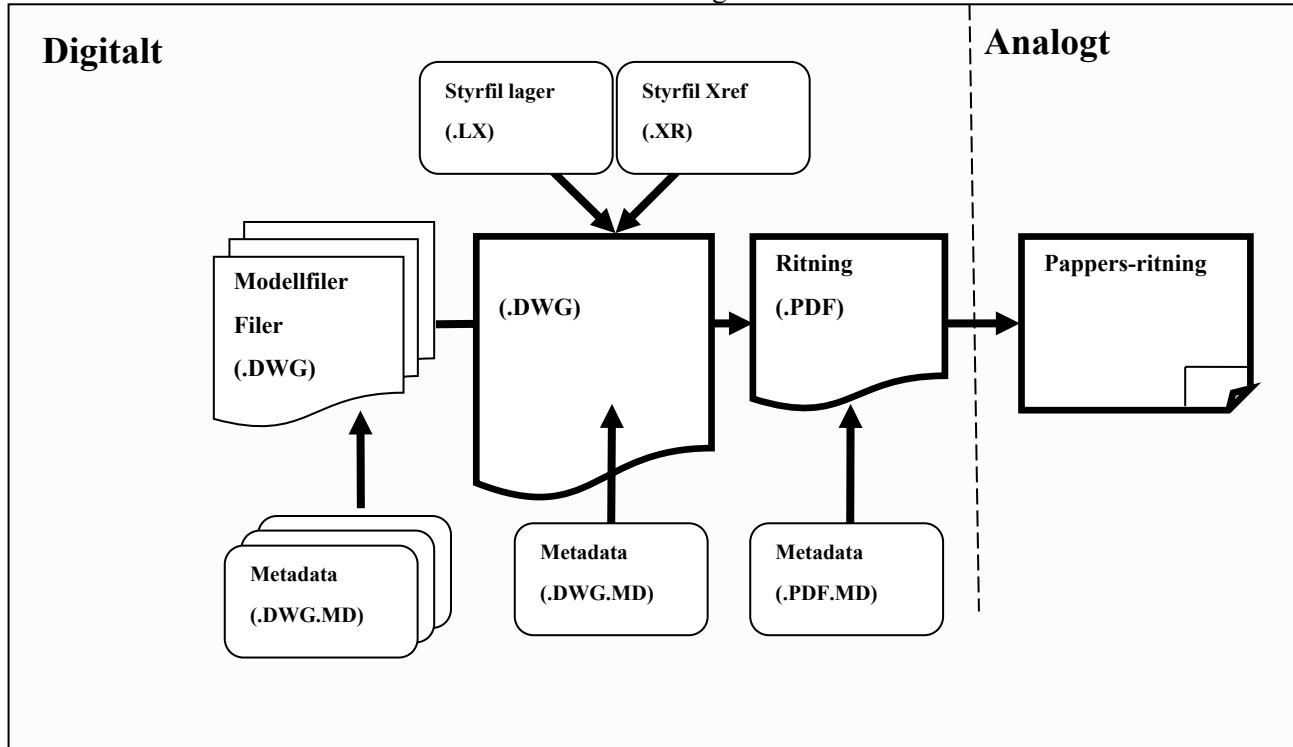 Digitalt
Analogt
Styrfil lager
(.LX)
Styrfil Xref
(.XR)
Modellfiler
Filer
(.DWG)
(.DWG)
Ritning
(.PDF)
Pappers-ritning
Metadata
(.DWG.MD)
Metadata
(.DWG.MD)
Metadata
(.PDF.MD)